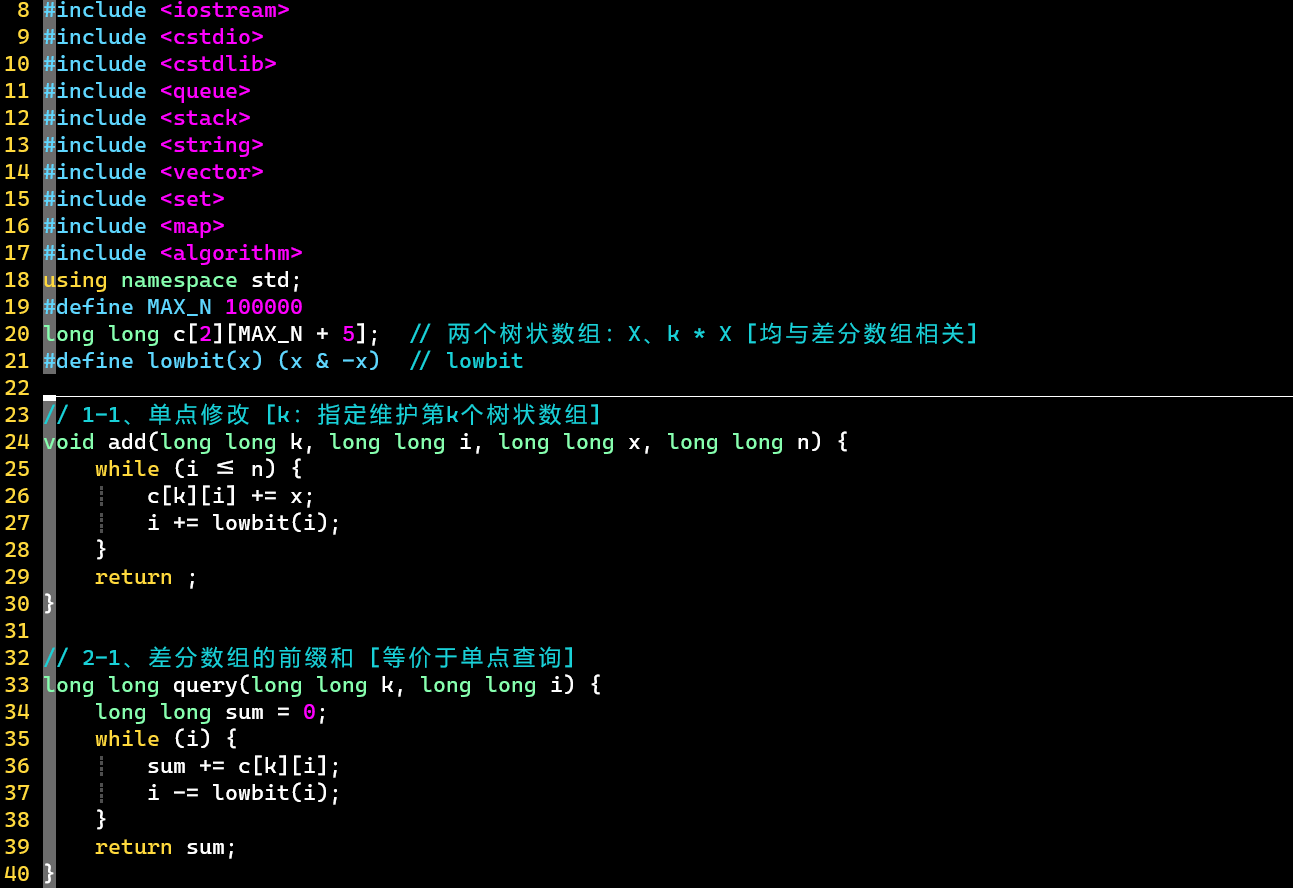 8 #include <iostream>
9 #include <cstdio>
10 #include <cstdlib>
11 #include <queue>
12 #include <stack>
13 #include <string>
14 #include <vector>
15 #include <set>
16 #include <map>
17 #include <algorithm>
18 using namespace std;
19 #define MAX_N 100000
20 long long c[2][MAX_N + 5];  // 两个树状数组：X、k * X [均与差分数组相关]
21 #define lowbit(x) (x & -x)  // lowbit
22
23 // 1-1、单点修改 [k：指定维护第k个树状数组]
24 void add(long long k, long long i, long long x, long long n) {
25     while (i ≤ n) {
26         c[k][i] += x;
27         i += lowbit(i);
28     }
29     return ;
30 }
31
32 // 2-1、差分数组的前缀和 [等价于单点查询]
33 long long query(long long k, long long i) {
34     long long sum = 0;
35     while (i) {
36         sum += c[k][i];
37         i -= lowbit(i);
38     }
39     return sum;
40 }